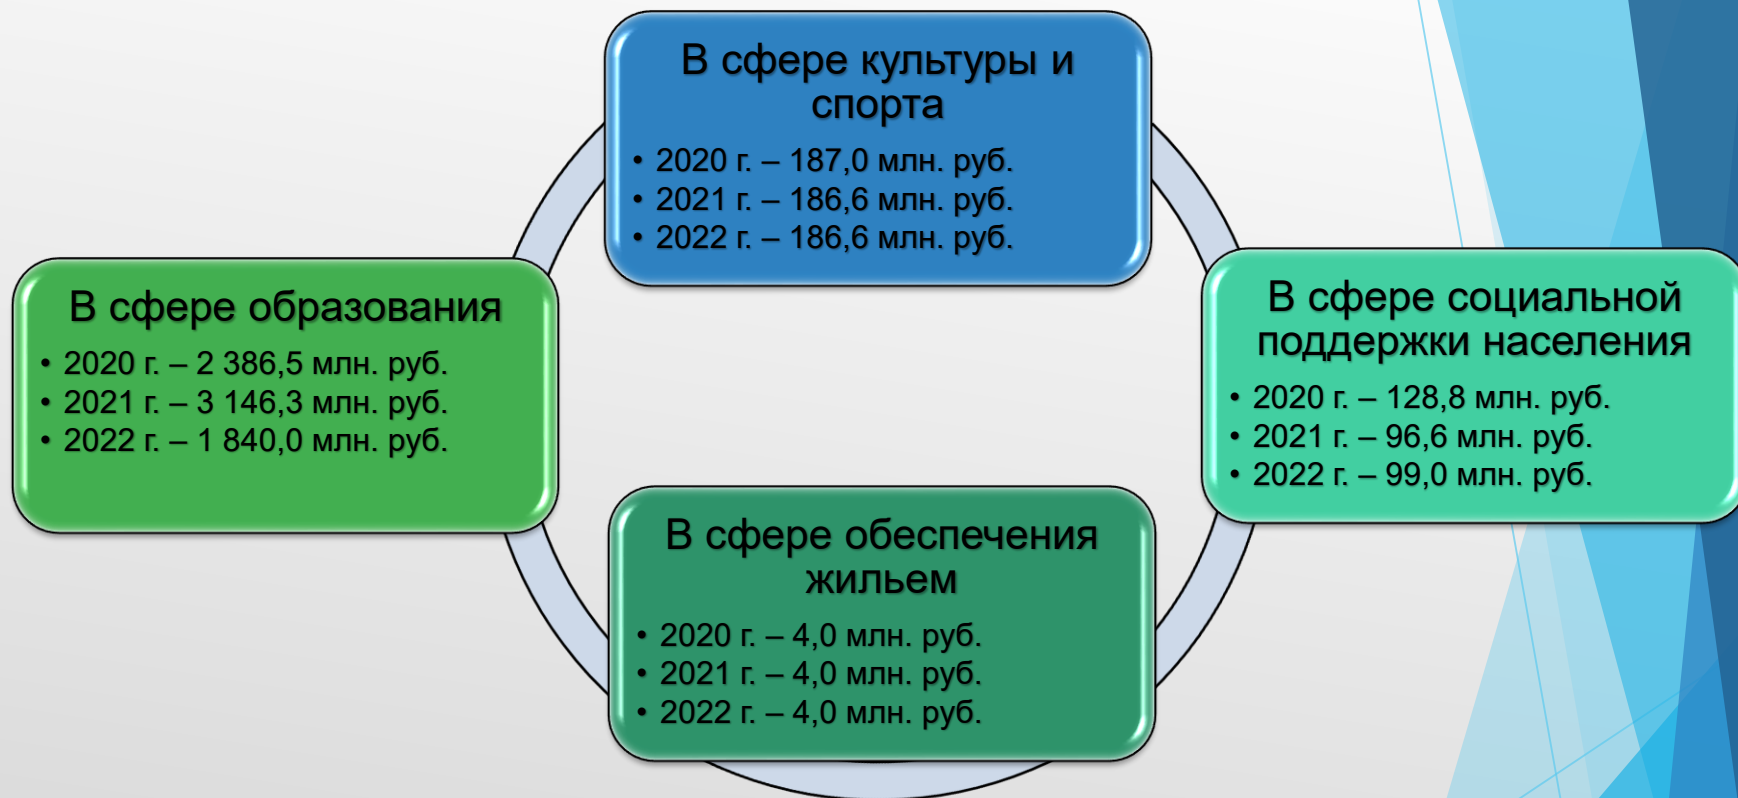 В сфере культуры и
спорта
• 2020 г. – 187,0 млн. руб.
• 2021 г. – 186,6 млн. руб.
• 2022 г. – 186,6 млн. руб.
В сфере образования
• 2020 г. – 2 386,5 млн. руб.
• 2021 г. – 3 146,3 млн. руб.
• 2022 г. – 1 840,0 млн. руб.
В сфере социальной
поддержки населения
• 2020 г. – 128,8 млн. руб.
• 2021 г. – 96,6 млн. руб.
• 2022 г. – 99,0 млн. руб.
В сфере обеспечения
жильем
• 2020 г. – 4,0 млн. руб.
• 2021 г. – 4,0 млн. руб.
• 2022 г. – 4,0 млн. руб.